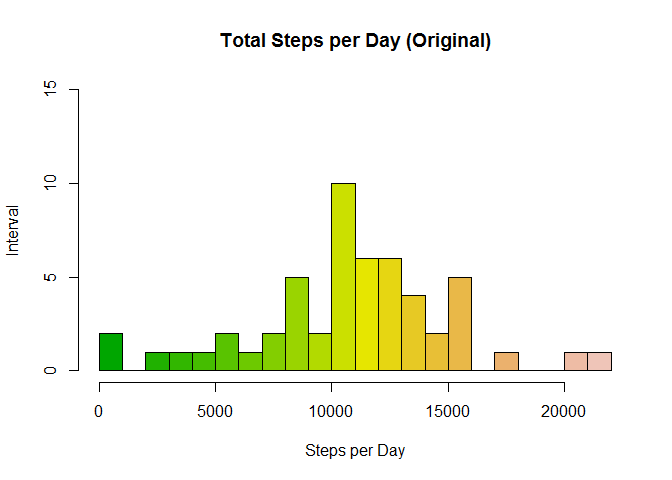 Total Steps per Day (Original)
15
10
5
0
Interval
0 5000 10000 15000 20000
Steps per Day